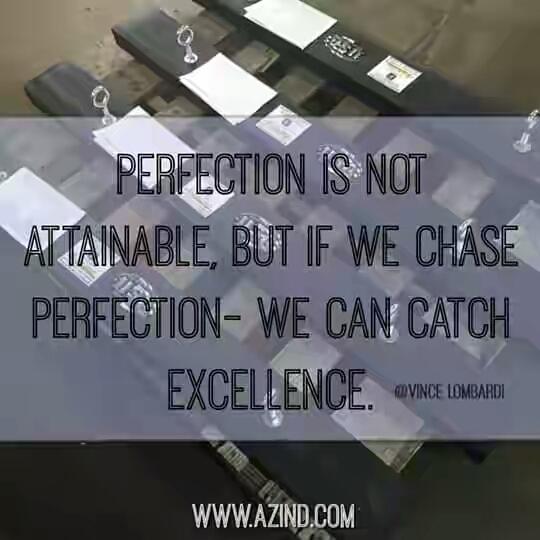 PERFECTION IS NOT
ATTAINABLE, BUT IF WE CHASE
PERFECTION- WE CAN CATCH
EXCELLENCE.
@VINCE LOMBARDI
WWW.AZIND.COM